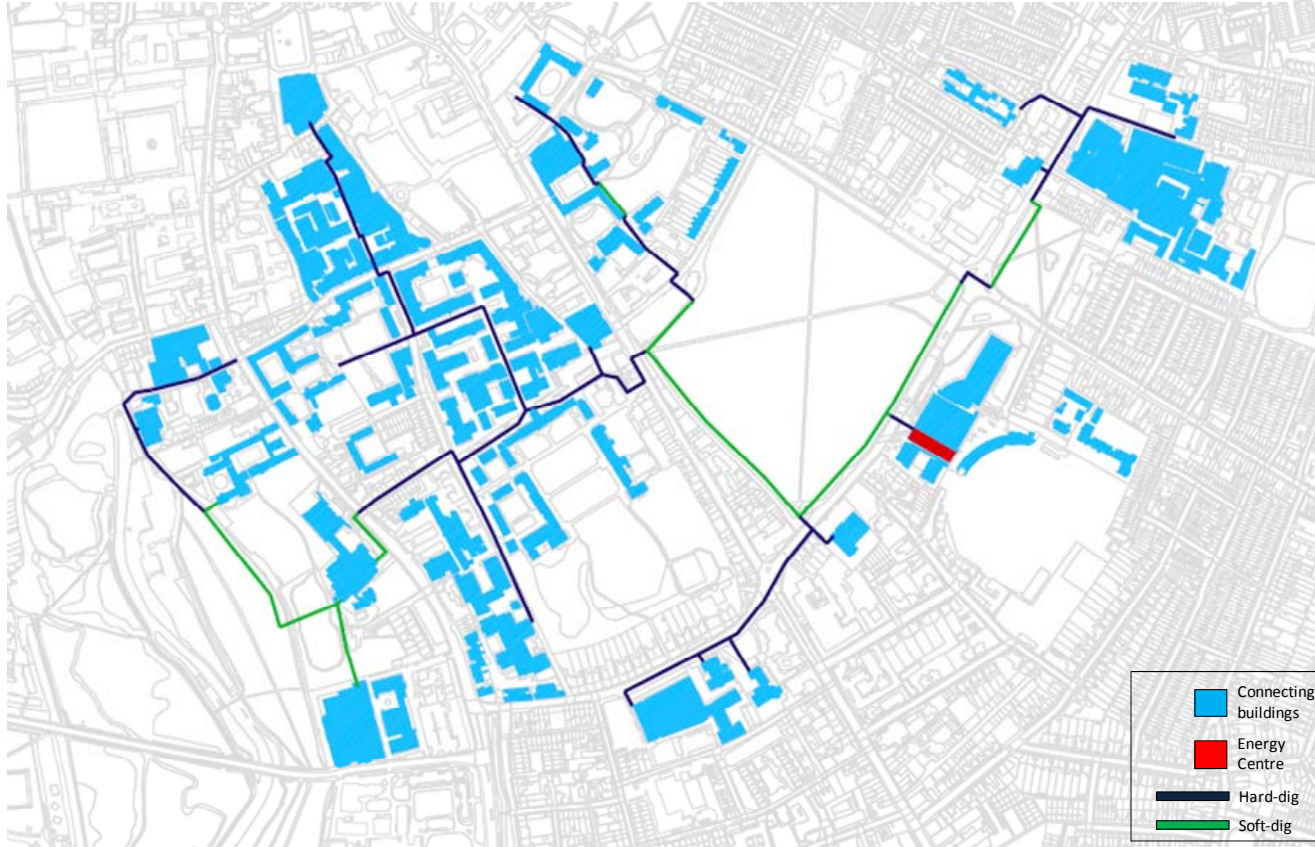 Connecting
buildings
Energy
Centre
Hard-dig
Soft-dig